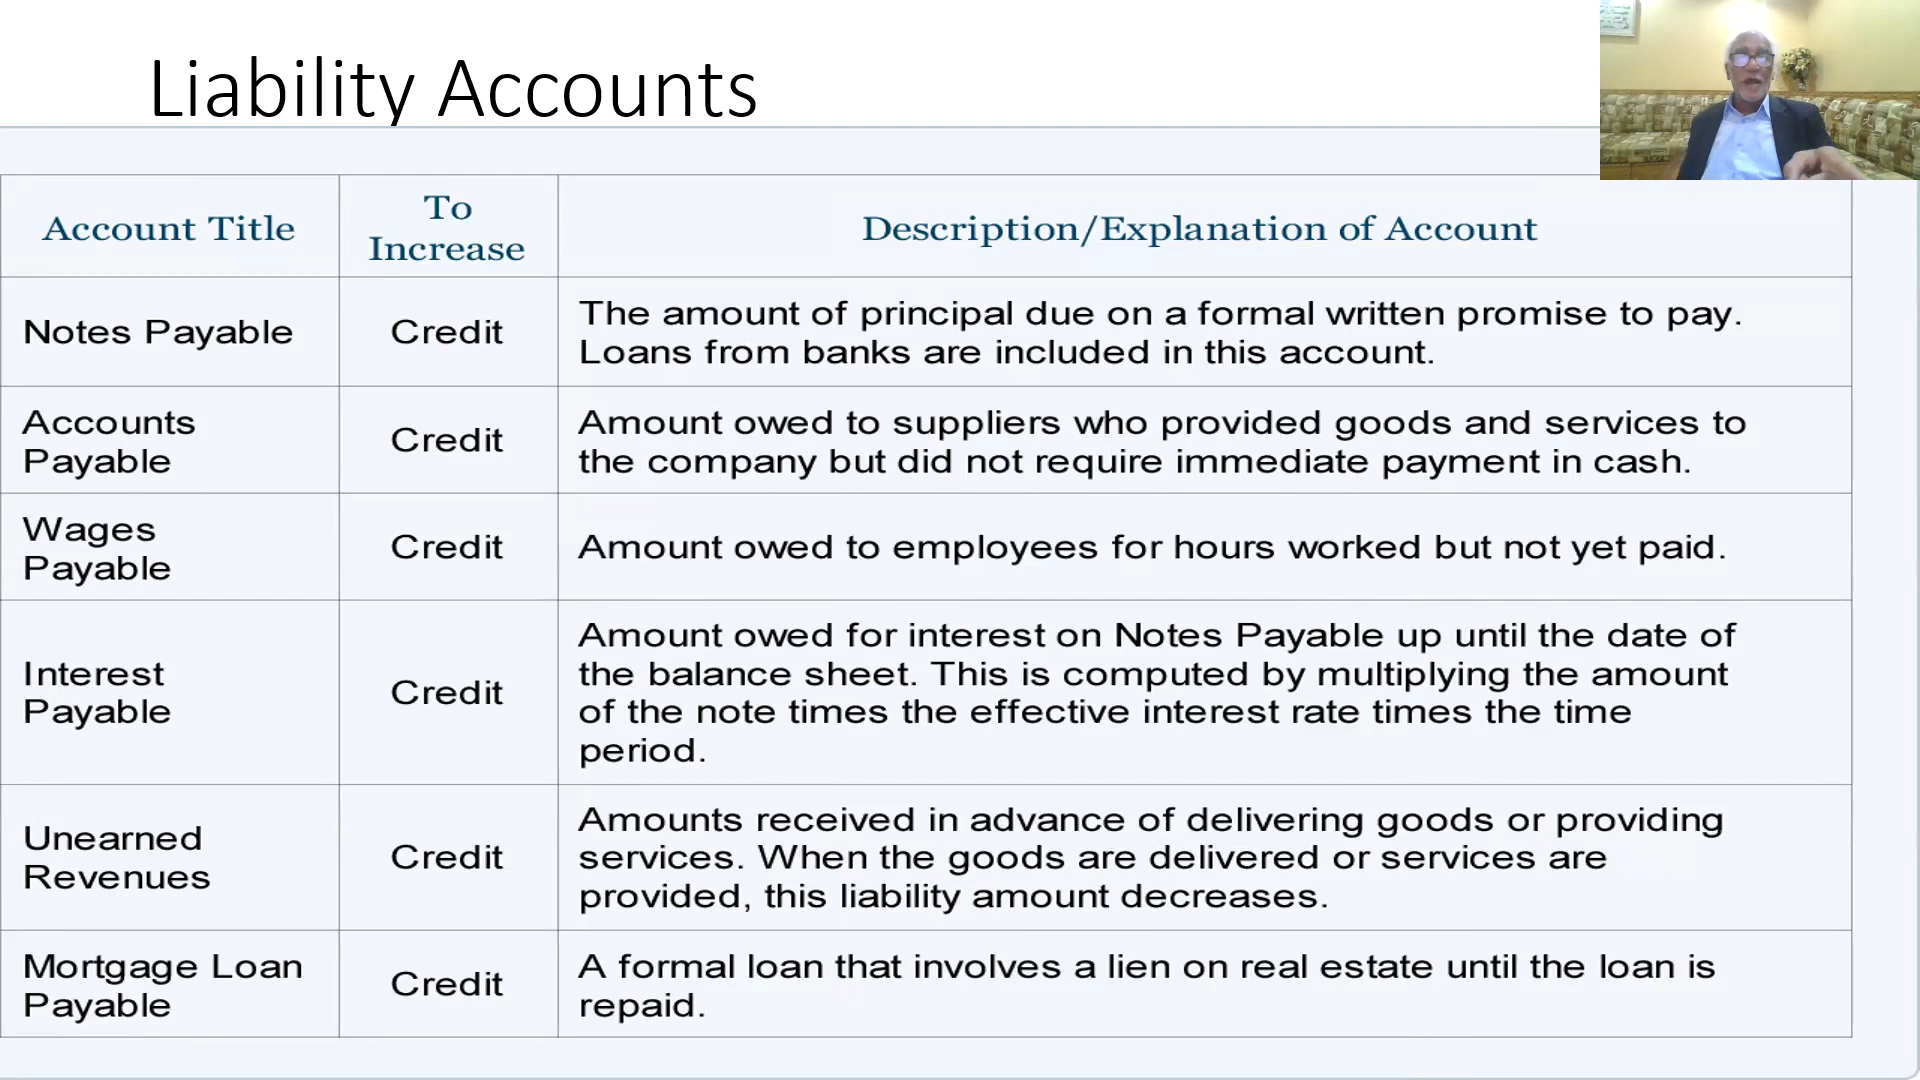 Liability Accounts
Account Title
To
Increase
Description/Explanation of Account
Notes Payable
Credit
The amount of principal due on a formal written promise to pay.
Loans from banks are included in this account.
Accounts
Payable
Credit
Amount owed to suppliers who provided goods and services to
the company but did not require immediate payment in cash.
Wages
Payable
Credit
Amount owed to employees for hours worked but not yet paid.
Interest
Payable
Credit
Amount owed for interest on Notes Payable up until the date of
the balance sheet. This is computed by multiplying the amount
of the note times the effective interest rate times the time
period.
Unearned
Revenues
Credit
Amounts received in advance of delivering goods or providing
services. When the goods are delivered or services are
provided, this liability amount decreases.
Mortgage Loan
Payable
Credit
A formal loan that involves a lien on real estate until the loan is
repaid.